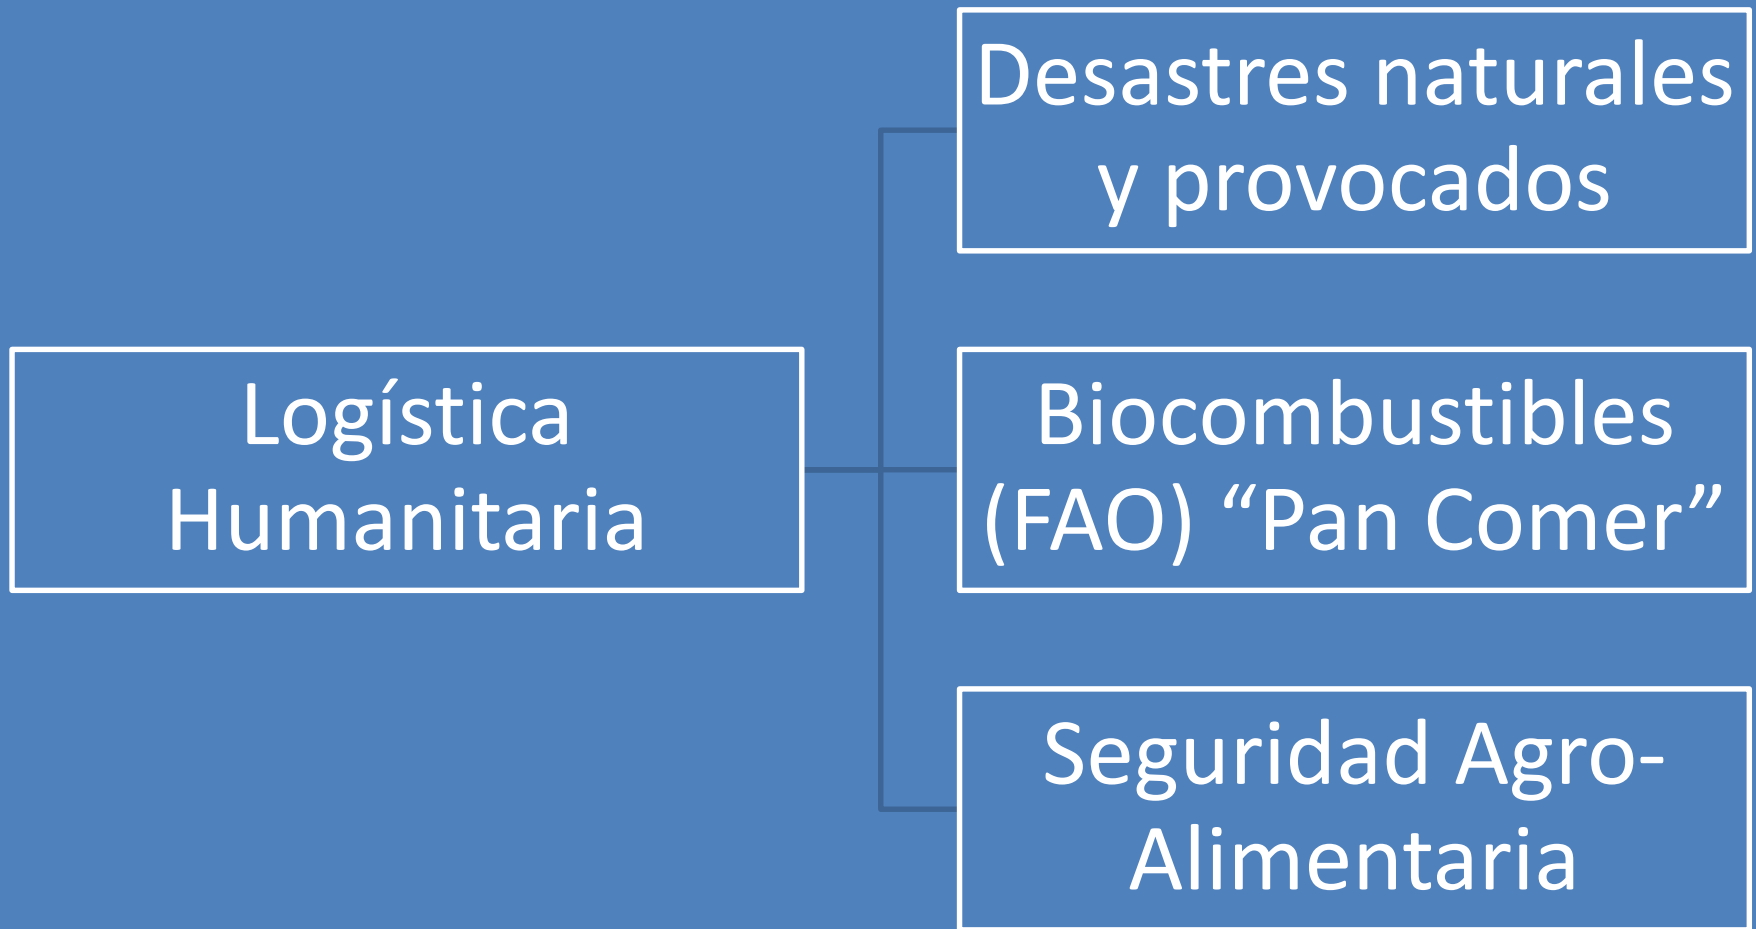 Desastres naturales
y provocados
Logística
Humanitaria
Biocombustibles
(FAO) “Pan Comer”
Seguridad Agro-
Alimentaria